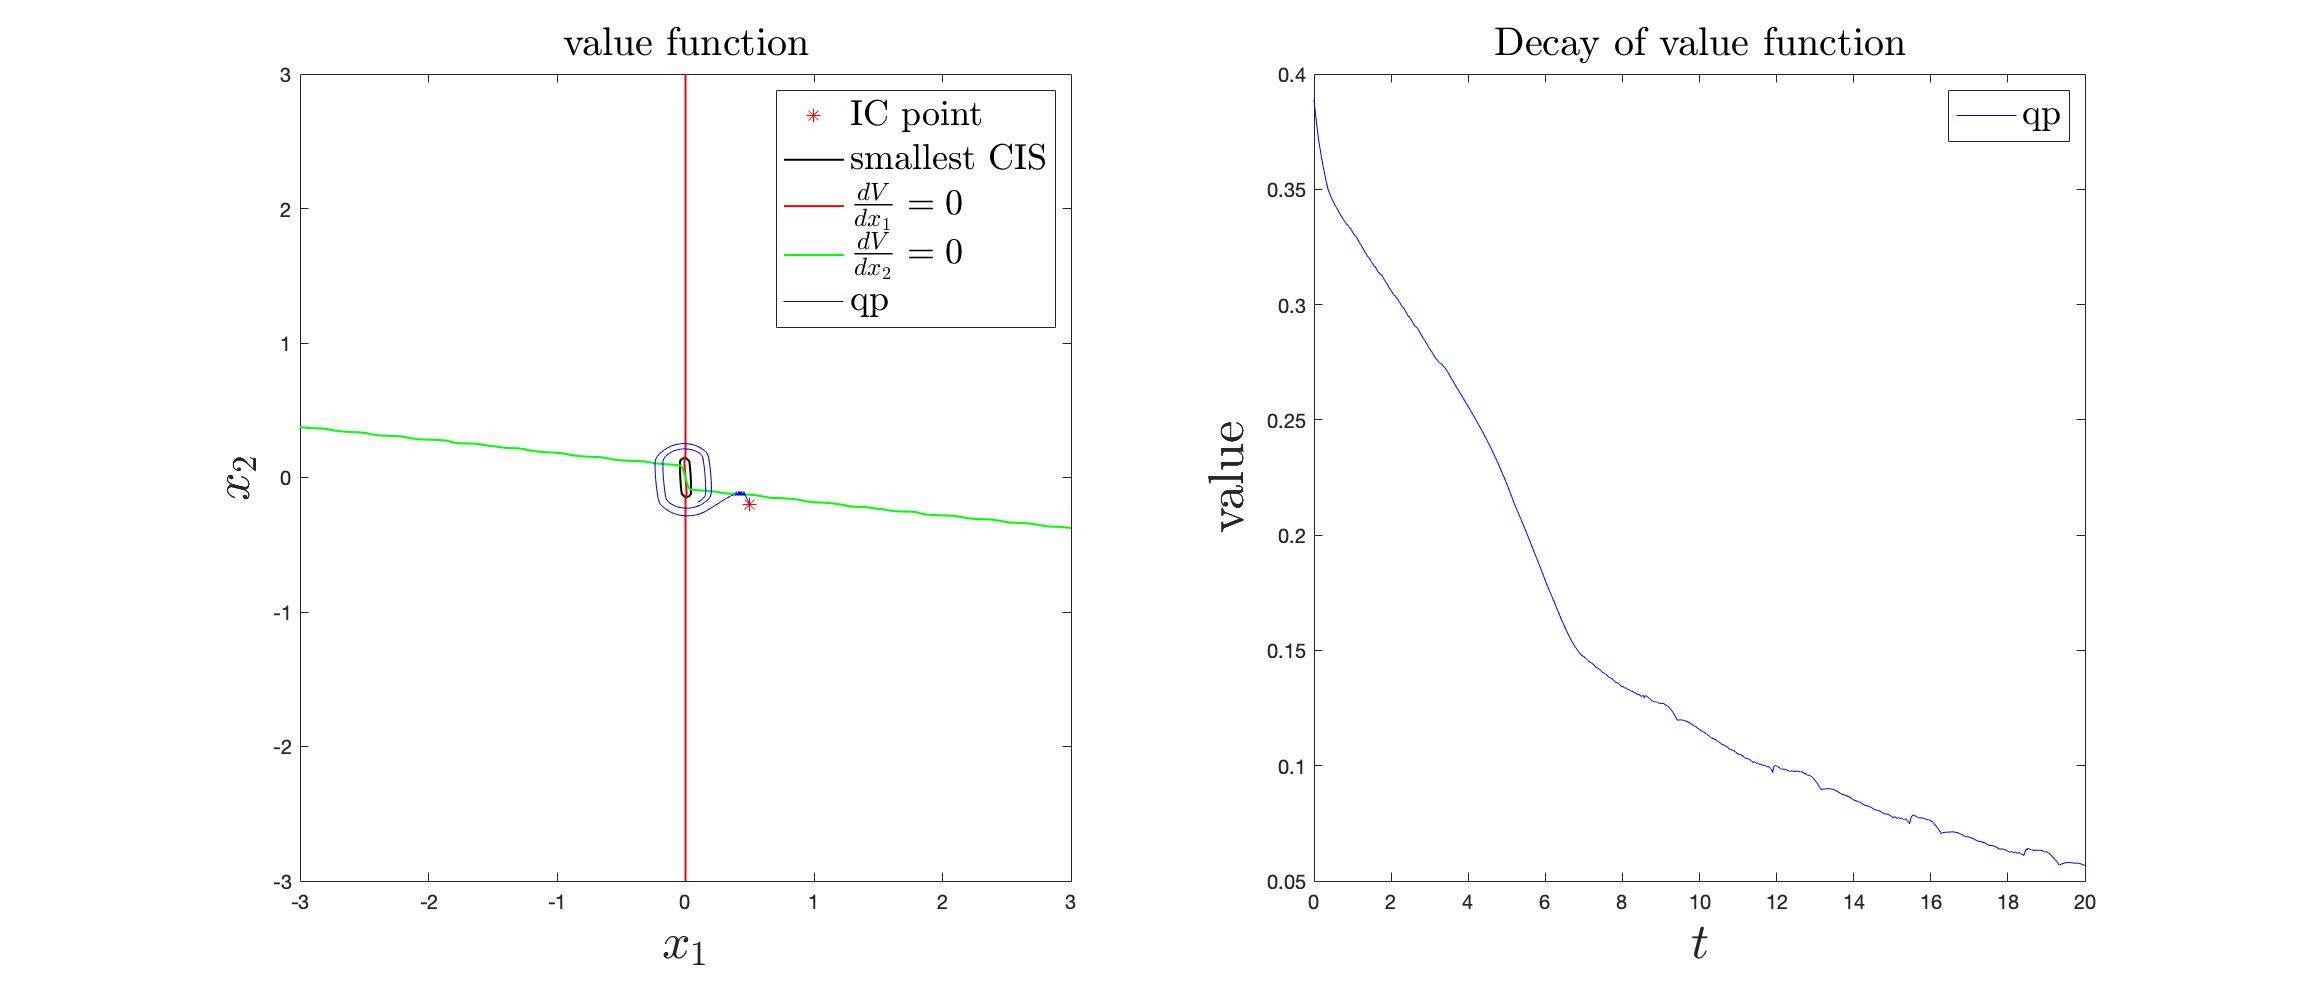 value function
3
2
1
0
-1
-2
-3
-3 -2 -1 0 1 2 3
x₂
x₁
IC point
smallest CIS
dV/dx₁ = 0
dV/dx₂ = 0
qp
Decay of value function
0.4
0.35
0.3
0.25
0.2
0.15
0.1
0.05
0 2 4 6 8 10 12 14 16 18 20
value
t
qp